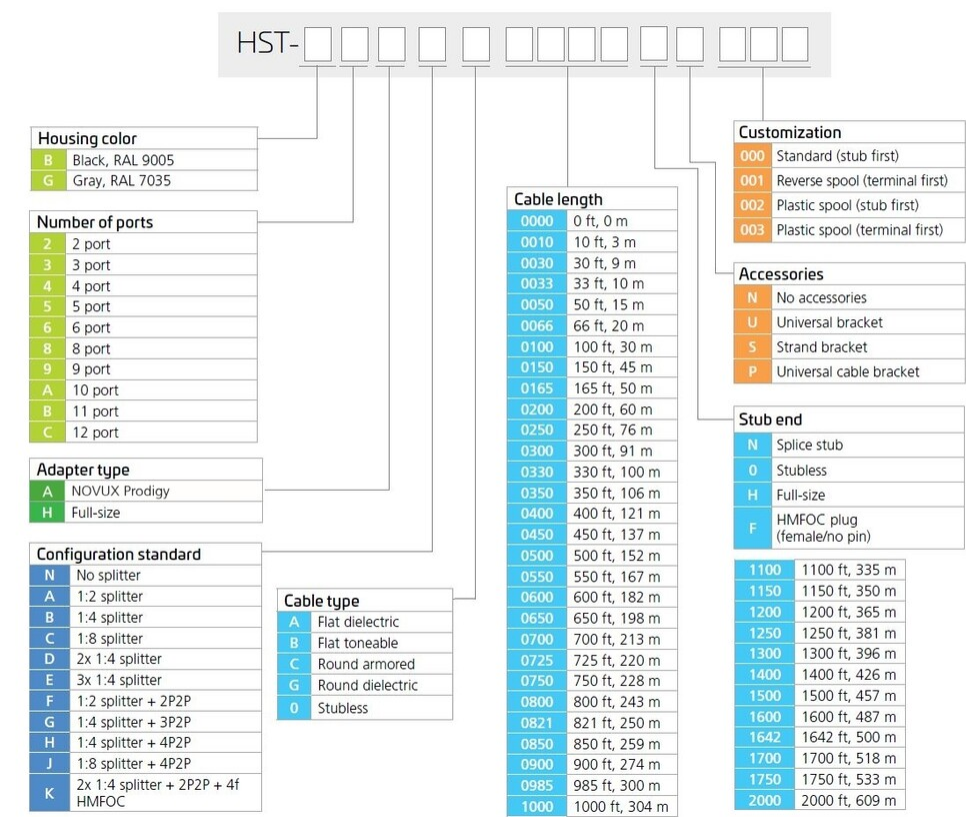 HST-
Housing color
B Black, RAL 9005
G Gray, RAL 7035
Number of ports
2 2 port
3 3 port
4 4 port
5 5 port
6 6 port
8 8 port
9 9 port
A 10 port
B 11 port
C 12 port
Adapter type
A NOVUX Prodigy
H Full-size
Configuration standard
N No splitter
A 1:2 splitter
B 1:4 splitter
C 1:8 splitter
D 2x 1:4 splitter
E 3x 1:4 splitter
F 1:2 splitter + 2P2P
G 1:4 splitter + 3P2P
H 1:4 splitter + 4P2P
J 1:8 splitter + 4P2P
K 2x 1:4 splitter + 2P2P + 4f
HMFOC
Cable type
A Flat dielectric
B Flat toneable
C Round armored
G Round dielectric
0 Stubless
Cable length
0000 0 ft, 0 m
0010 10 ft, 3 m
0030 30 ft, 9 m
0033 33 ft, 10 m
0050 50 ft, 15 m
0066 66 ft, 20 m
0100 100 ft, 30 m
0150 150 ft, 45 m
0165 165 ft, 50 m
0200 200 ft, 60 m
0250 250 ft, 76 m
0300 300 ft, 91 m
0330 330 ft, 100 m
0350 350 ft, 106 m
0400 400 ft, 121 m
0450 450 ft, 137 m
0500 500 ft, 152 m
0550 550 ft, 167 m
0600 600 ft, 182 m
0650 650 ft, 198 m
0700 700 ft, 213 m
0725 725 ft, 220 m
0750 750 ft, 228 m
0800 800 ft, 243 m
0821 821 ft, 250 m
0850 850 ft, 259 m
0900 900 ft, 274 m
0985 985 ft, 300 m
1000 1000 ft, 304 m
Customization
000 Standard (stub first)
001 Reverse spool (terminal first)
002 Plastic spool (stub first)
003 Plastic spool (terminal first)
Accessories
N No accessories
U Universal bracket
S Strand bracket
P Universal cable bracket
Stub end
N Splice stub
0 Stubless
H Full-size
F HMFOC plug
(female/no pin)
1100 1100 ft, 335 m
1150 1150 ft, 350 m
1200 1200 ft, 365 m
1250 1250 ft, 381 m
1300 1300 ft, 396 m
1400 1400 ft, 426 m
1500 1500 ft, 457 m
1600 1600 ft, 487 m
1642 1642 ft, 500 m
1700 1700 ft, 518 m
1750 1750 ft, 533 m
2000 2000 ft, 609 m